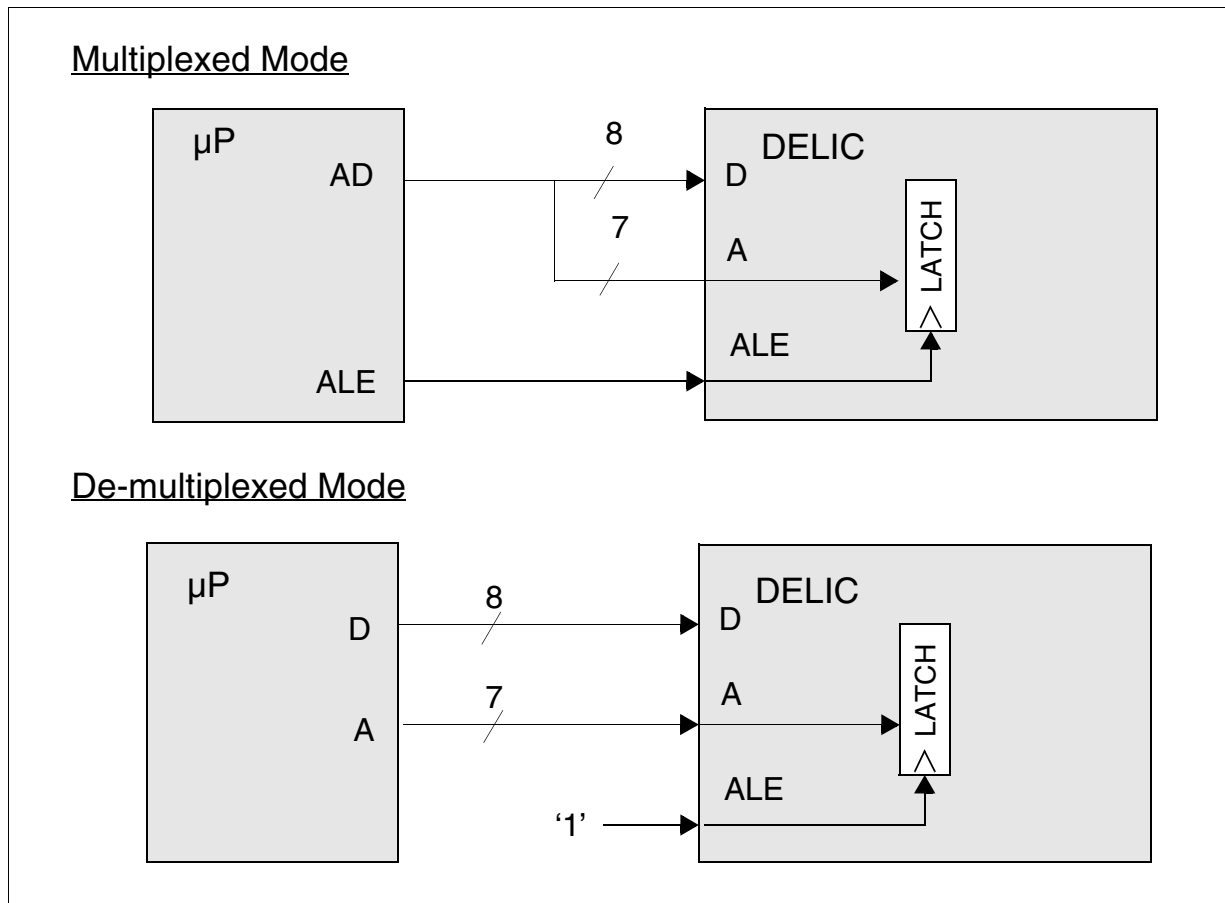 Multiplexed Mode
µP
8
DELIC
AD
D
7
A
LATCH
ALE
ALE
De-multiplexed Mode
µP
8
DELIC
D
D
7
A
A
LATCH
ALE
‘1’